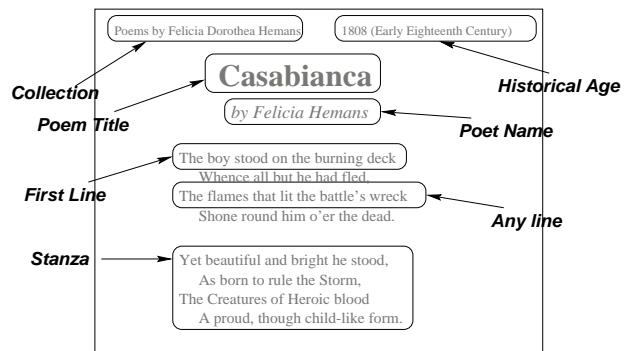 Poems by Felicia Dorothea Hemans
1808 (Early Eighteenth Century)
Casabianca
Collection
Historical Age
by Felicia Hemans
Poem Title
Poet Name
The boy stood on the burning deck
Whence all but he had fled,
First Line
The flames that lit the battle's wreck
Shone round him o'er the dead.
Any line
Stanza
Yet beautiful and bright he stood,
As born to rule the Storm,
The Creatures of Heroic blood
A proud, though child-like form.